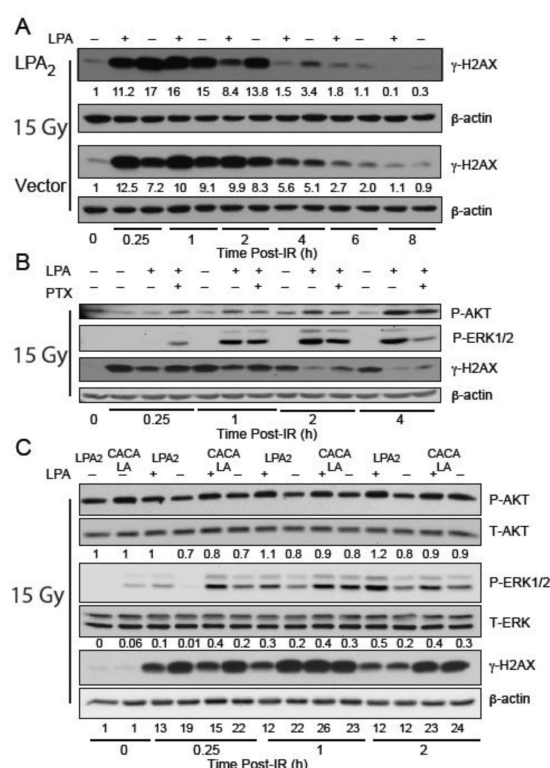 A
LPA + – + – + – + – + – + –
LPA2
– + – + – + – + – + – + –
γ-H2AX
1 11.2 17 16 15 8.4 13.8 1.5 3.4 1.8 1.1 0.1 0.3
β-actin
15 Gy
γ-H2AX
Vector
1 12.5 7.2 10 9.1 9.9 8.3 5.6 5.1 2.7 2.0 1.1 0.9
β-actin
0 0.25 1 2 4 6 8
Time Post-IR (h)
B
LPA – – + + – + + – + + – + +
PTX – – – + – – + – – + – – +
P-AKT
P-ERK1/2
15 Gy
γ-H2AX
β-actin
0 0.25 1 2 4
Time Post-IR (h)
C
LPA2 CACA LA LPA2 CACA LA LPA2 CACA LA LPA2 CACA LA
LPA – – + – + – + – + – + – + –
P-AKT
T-AKT
1 1 1 0.7 0.8 0.7 1.1 0.8 0.9 0.8 1.2 0.8 0.9 0.9
P-ERK1/2
15 Gy
T-ERK
0 0.06 0.1 0.01 0.4 0.2 0.3 0.2 0.4 0.3 0.5 0.2 0.4 0.3
γ-H2AX
β-actin
1 1 13 19 15 22 12 22 26 23 12 12 23 24
0 0.25 1 2
Time Post-IR (h)